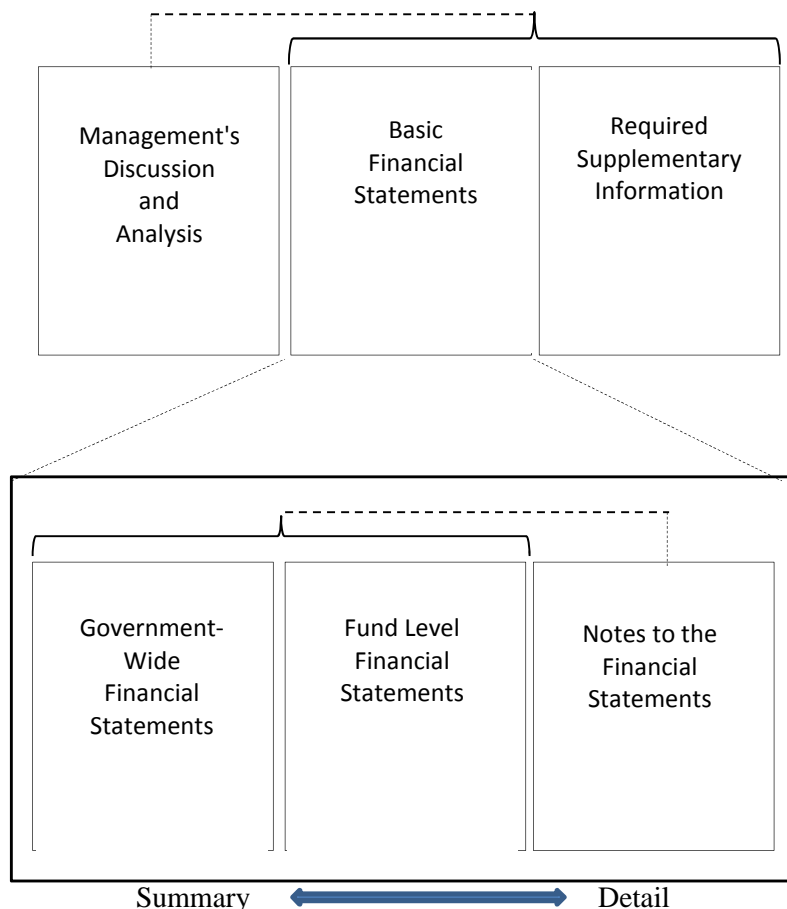 Management's
Discussion
and
Analysis
Basic
Financial
Statements
Required
Supplementary
Information
Government-
Wide
Financial
Statements
Fund Level
Financial
Statements
Notes to the
Financial
Statements
Summary
Detail